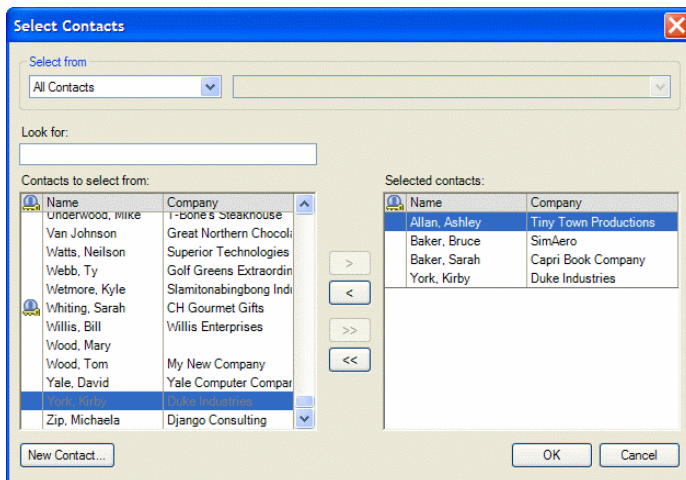 Select Contacts
Select from
All Contacts
Look for:
Contacts to select from:
Selected contacts:
Name Company
Name Company
Underwood, Mike T-Bone's Steakhouse
Van Johnson Great Northern Chocola
Watts, Neilson Superior Technologies
Webb, Ty Golf Greens Extraordin
Wetmore, Kyle Slamitonabingbong Indu
Whiting, Sarah CH Gourmet Gifts
Willis, Bill Willis Enterprises
Wood, Mary
Wood, Tom My New Company
Yale, David Yale Computer Compar
York, Kirby Duke Industries
Zip, Michaela Django Consulting
>
<
>>
<<
Allan, Ashley Tiny Town Productions
Baker, Bruce SimAero
Baker, Sarah Capri Book Company
York, Kirby Duke Industries
New Contact...
OK
Cancel